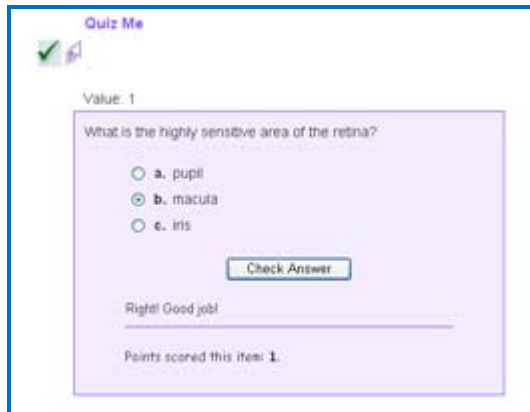 Quiz Me
Value: 1
What is the highly sensitive area of the retina?
a. pupil
b. macula
c. iris
Check Answer
Right! Good job!
Points scored this item: 1.